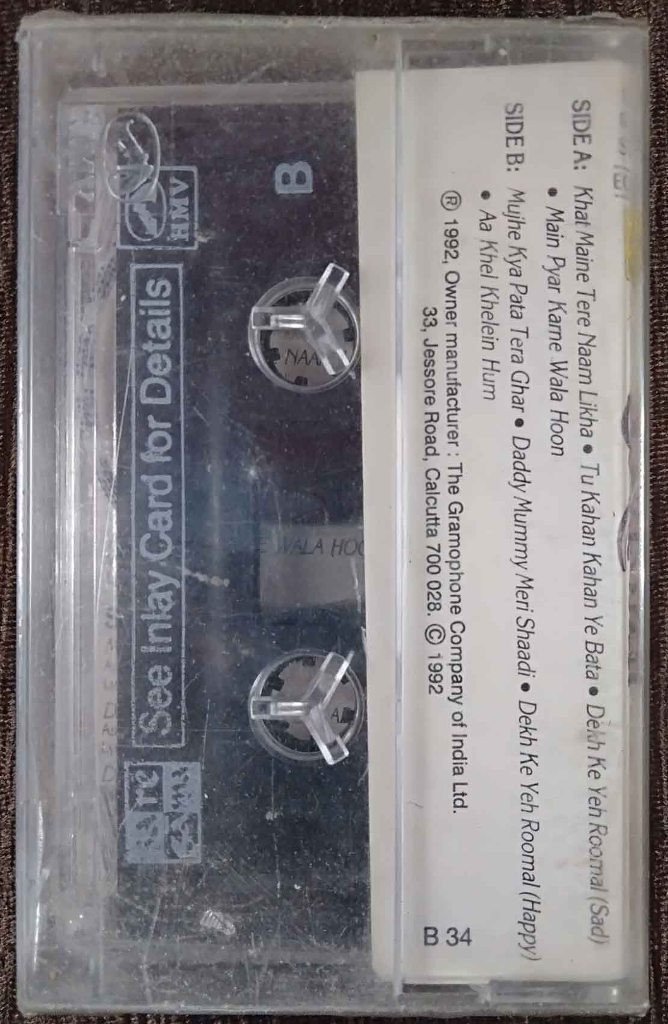 SIDE A: Khat Maine Tere Naam Likha • Tu Kahan Kahan Ye Bata • Dekh Ke Yeh Roomal (Sad)
• Main Pyar Karne Wala Hoon
SIDE B: Mujhe Kya Pata Tera Ghar • Daddy Mummy Meri Shaadi • Dekh Ke Yeh Roomal (Happy)
• Aa Khel Khelein Hum
Ⓡ 1992, Owner manufacturer : The Gramophone Company of India Ltd.
33, Jessore Road, Calcutta 700 028. © 1992
B 34
B
NAA
WALA HOO
A
HMV
See Inlay Card for Details